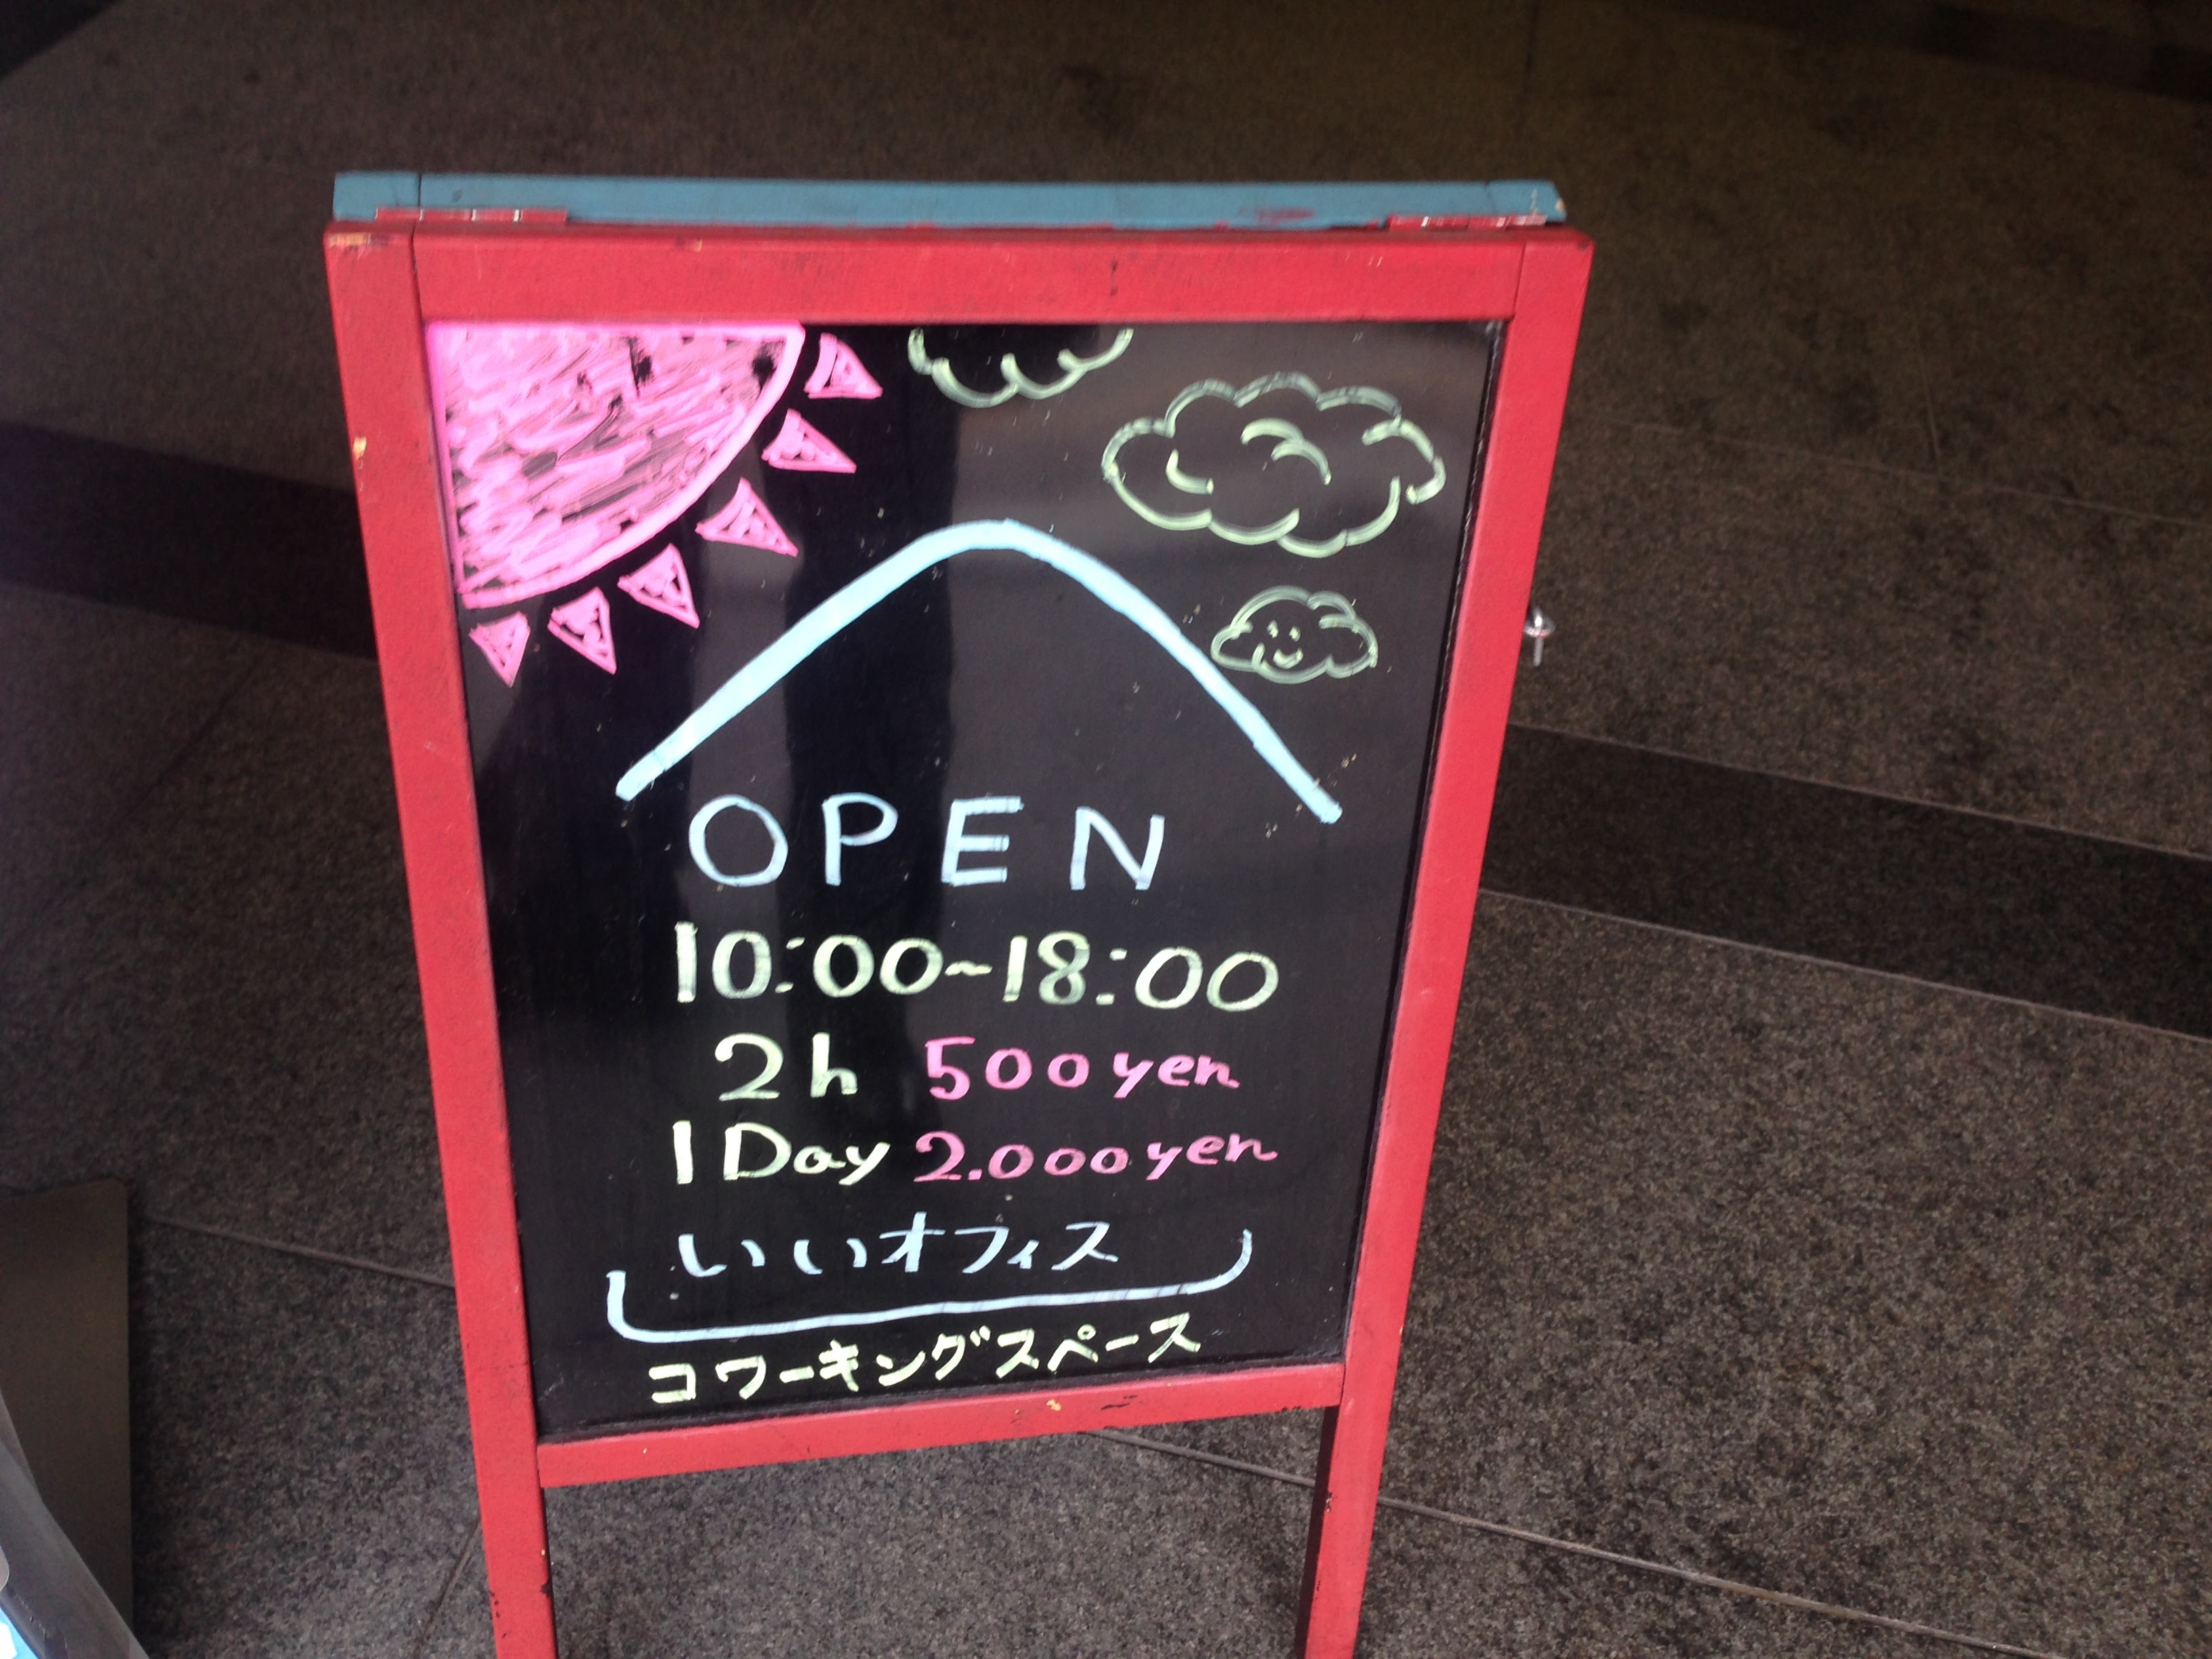 OPEN
10:00~18:00
2h 500yen
1Day 2.000yen
いいオフィス
コワーキングスペース